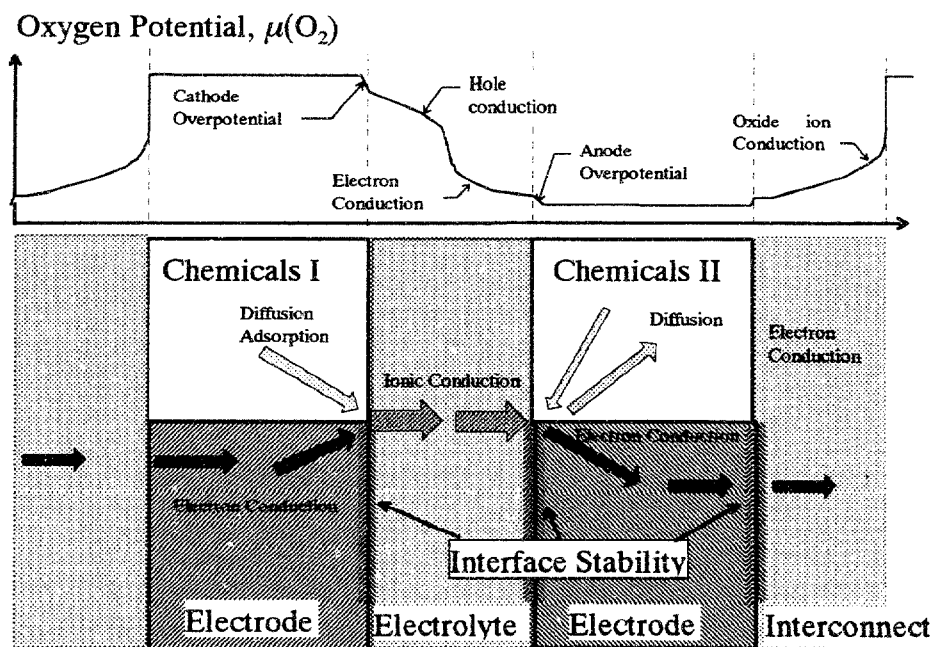 Oxygen Potential, μ(O₂)
Cathode
Overpotential
Hole
conduction
Electron
Conduction
Anode
Overpotential
Oxide ion
Conduction
Chemicals I
Diffusion
Adsorption
Ionic Conduction
Chemicals II
Diffusion
Electron
Conduction
Electron Conduction
Electron Conduction
Interface Stability
Electrode
Electrolyte
Electrode
Interconnect